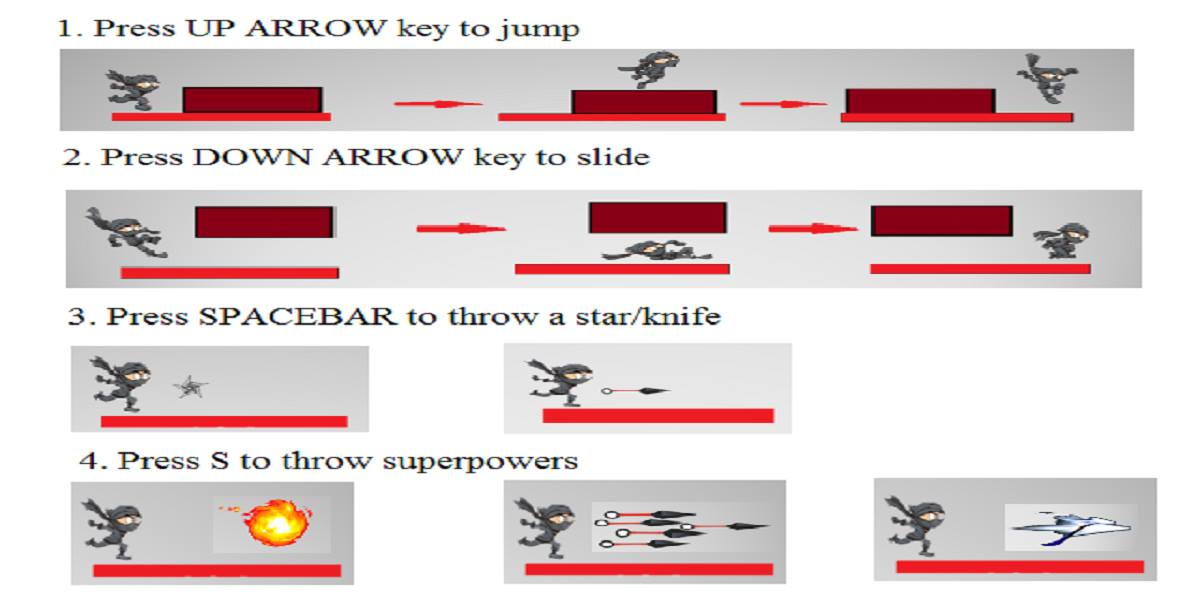 1. Press UP ARROW key to jump
2. Press DOWN ARROW key to slide
3. Press SPACEBAR to throw a star/knife
4. Press S to throw superpowers